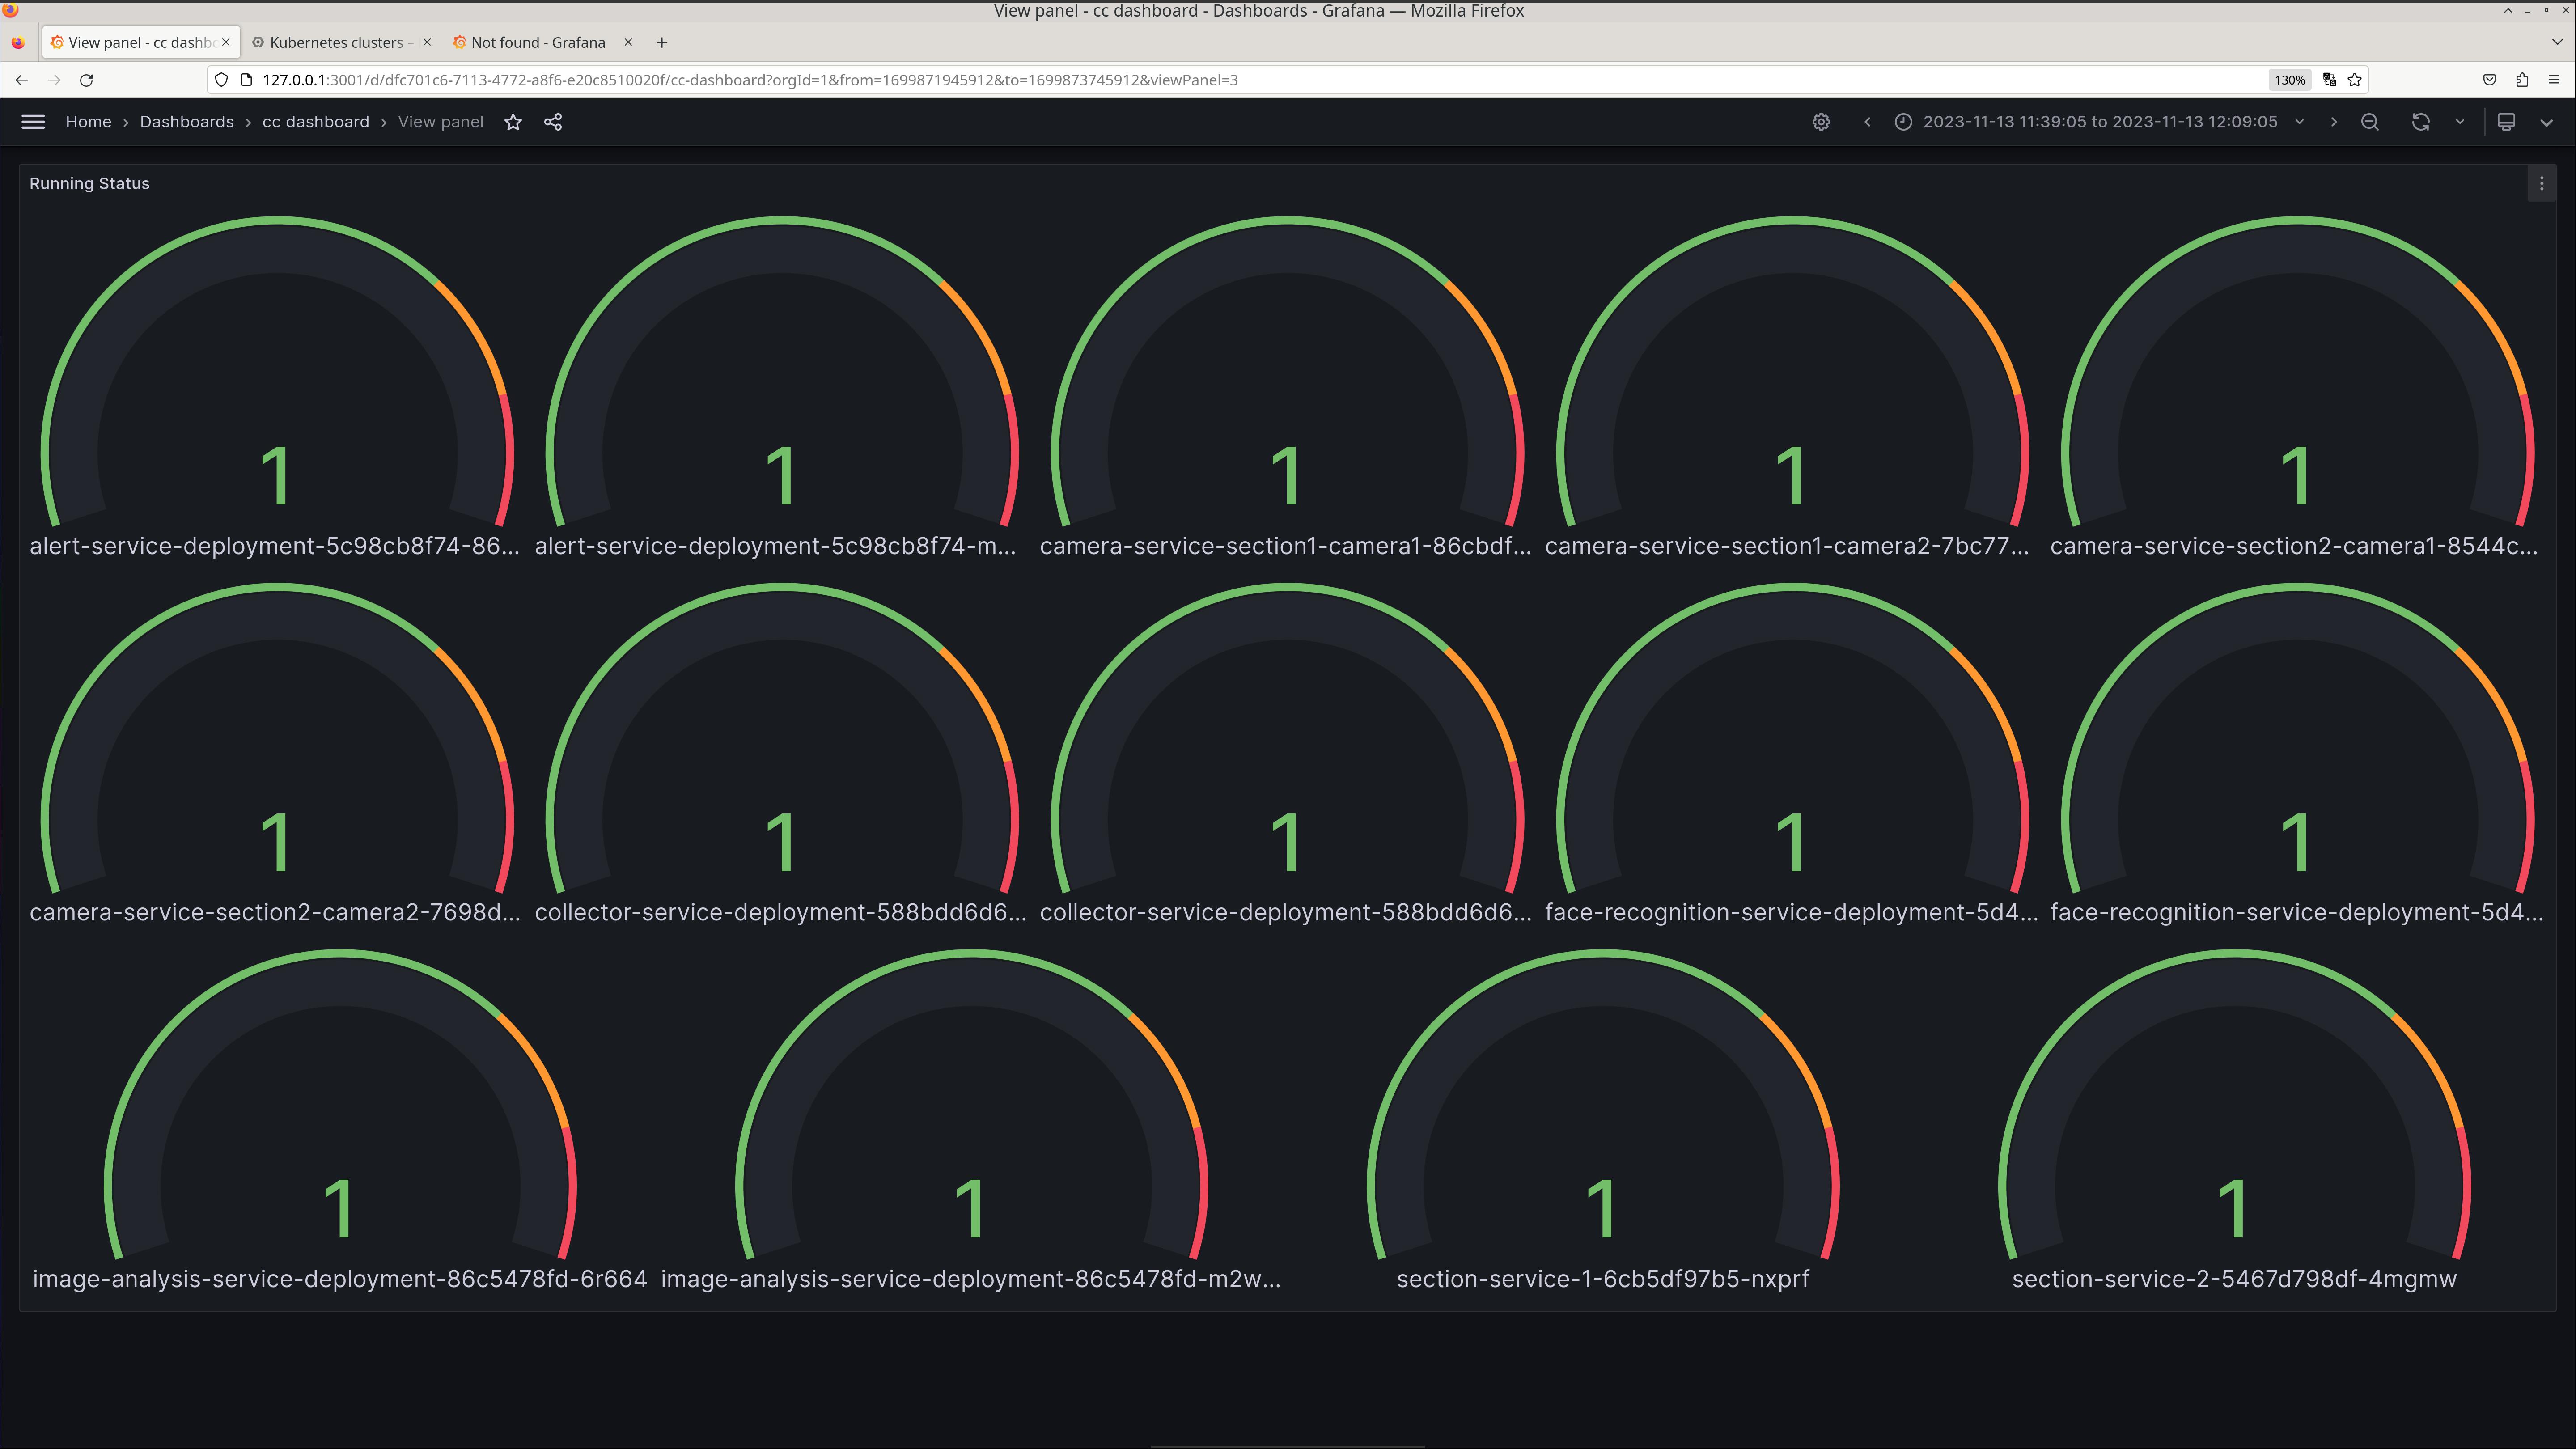 View panel - cc dashboard - Dashboards - Grafana — Mozilla Firefox
View panel - cc dashbo
Kubernetes clusters –
Not found - Grafana
127.0.0.1:3001/d/dfc701c6-7113-4772-a8f6-e20c8510020f/cc-dashboard?orgId=1&from=1699871945912&to=1699873745912&viewPanel=3
130%
Home › Dashboards › cc dashboard › View panel
2023-11-13 11:39:05 to 2023-11-13 12:09:05
Running Status
1
1
1
1
1
alert-service-deployment-5c98cb8f74-86...
alert-service-deployment-5c98cb8f74-m...
camera-service-section1-camera1-86cbdf...
camera-service-section1-camera2-7bc77...
camera-service-section2-camera1-8544c...
1
1
1
1
1
camera-service-section2-camera2-7698d...
collector-service-deployment-588bdd6d6...
collector-service-deployment-588bdd6d6...
face-recognition-service-deployment-5d4...
face-recognition-service-deployment-5d4...
1
1
1
1
image-analysis-service-deployment-86c5478fd-6r664
image-analysis-service-deployment-86c5478fd-m2w...
section-service-1-6cb5df97b5-nxprf
section-service-2-5467d798df-4mgmw